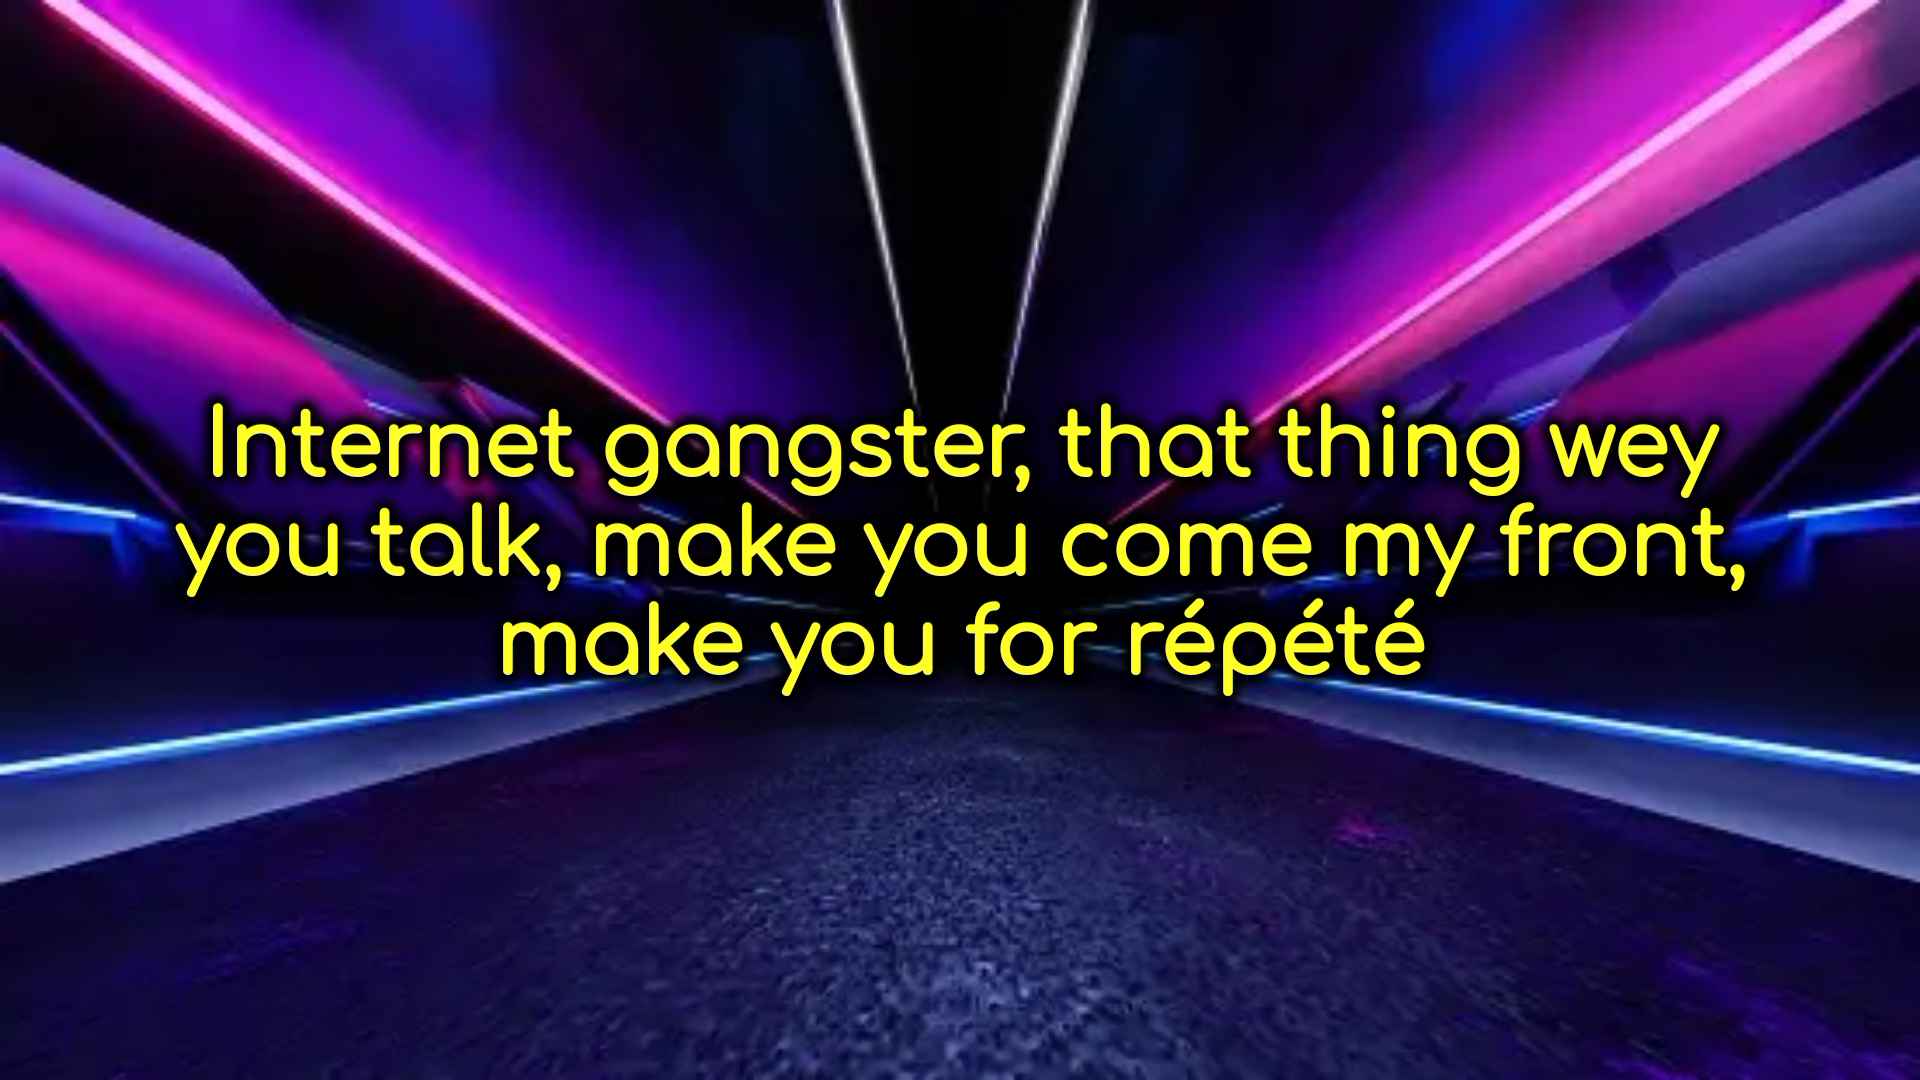 Internet gangster, that thing wey
you talk, make you come my front,
make you for répété